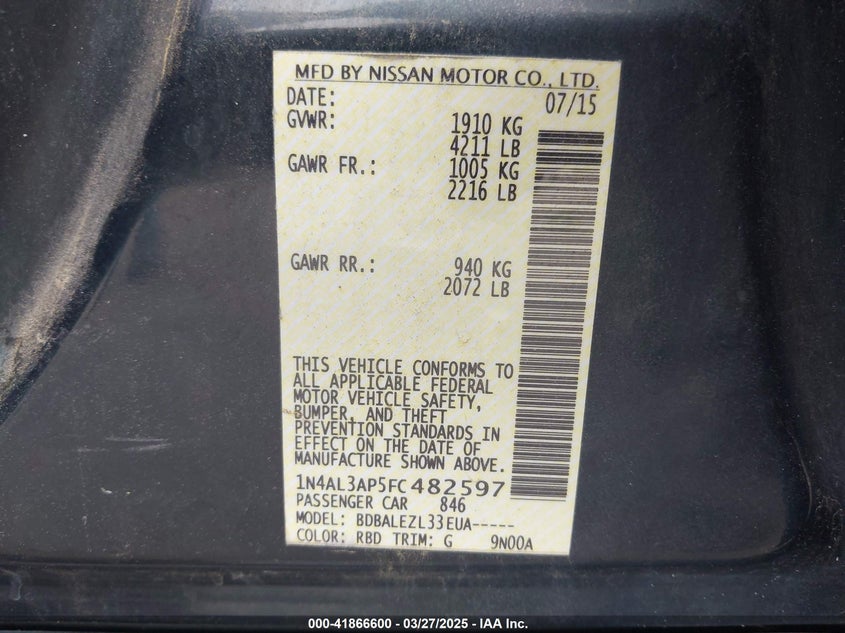 MFD BY NISSAN MOTOR CO., LTD.
DATE: 07/15
GVWR: 1910 KG
4211 LB
GAWR FR.: 1005 KG
2216 LB
GAWR RR.: 940 KG
2072 LB
THIS VEHICLE CONFORMS TO
ALL APPLICABLE FEDERAL
MOTOR VEHICLE SAFETY,
BUMPER, AND THEFT
PREVENTION STANDARDS IN
EFFECT ON THE DATE OF
MANUFACTURE SHOWN ABOVE.
1N4AL3AP5FC482597
PASSENGER CAR 846
MODEL: BDBALEZL33EUA-----
COLOR: RBD TRIM: G 9N00A
000-41866600 — 03/27/2025 — IAA Inc.